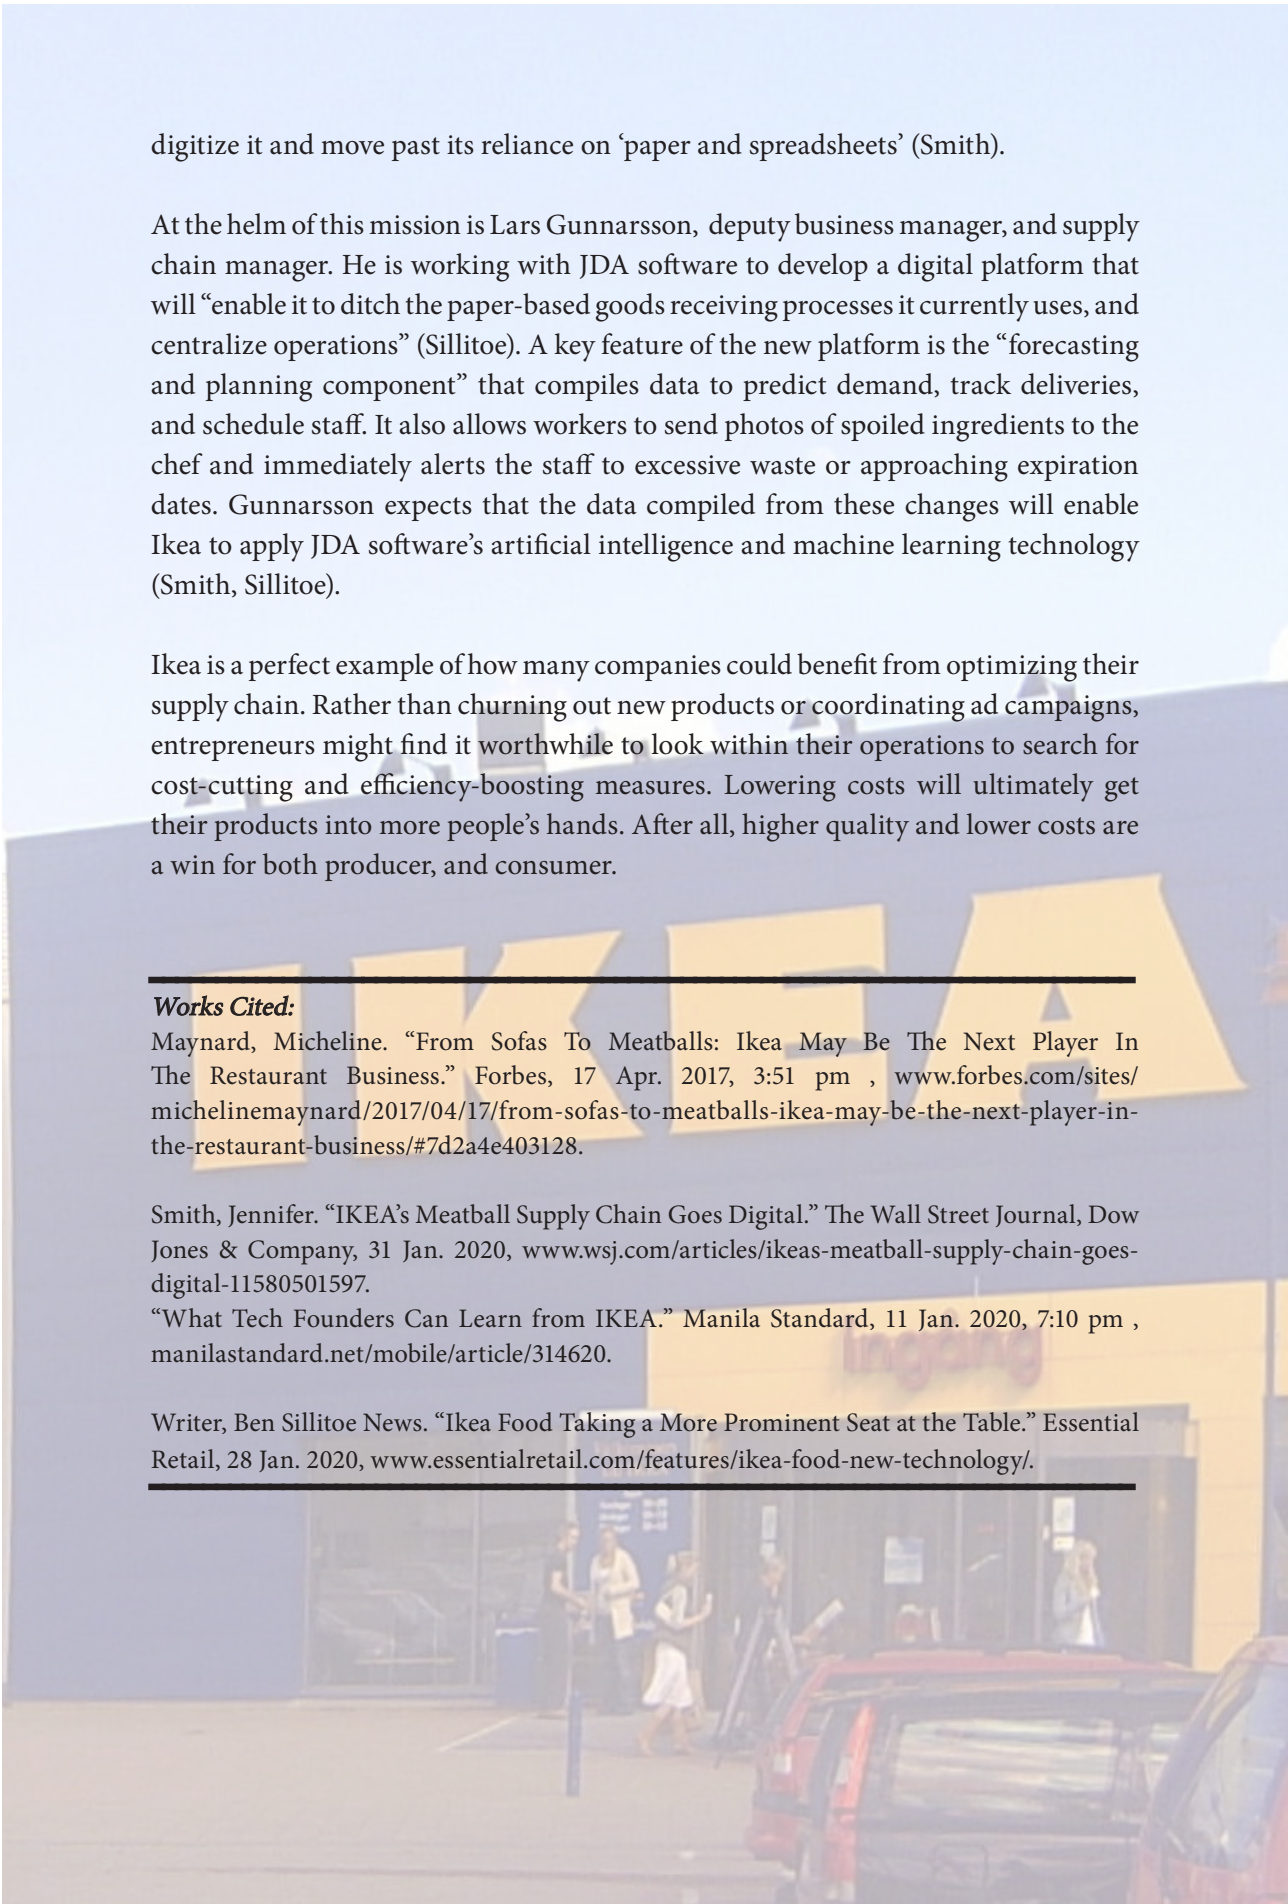 digitize it and move past its reliance on ‘paper and spreadsheets’ (Smith).
At the helm of this mission is Lars Gunnarsson, deputy business manager, and supply
chain manager. He is working with JDA software to develop a digital platform that
will “enable it to ditch the paper-based goods receiving processes it currently uses, and
centralize operations” (Sillitoe). A key feature of the new platform is the “forecasting
and planning component” that compiles data to predict demand, track deliveries,
and schedule staff. It also allows workers to send photos of spoiled ingredients to the
chef and immediately alerts the staff to excessive waste or approaching expiration
dates. Gunnarsson expects that the data compiled from these changes will enable
Ikea to apply JDA software’s artificial intelligence and machine learning technology
(Smith, Sillitoe).
Ikea is a perfect example of how many companies could benefit from optimizing their
supply chain. Rather than churning out new products or coordinating ad campaigns,
entrepreneurs might find it worthwhile to look within their operations to search for
cost-cutting and efficiency-boosting measures. Lowering costs will ultimately get
their products into more people’s hands. After all, higher quality and lower costs are
a win for both producer, and consumer.
IKEA
Works Cited:
Maynard, Micheline. “From Sofas To Meatballs: Ikea May Be The Next Player In
The Restaurant Business.” Forbes, 17 Apr. 2017, 3:51 pm , www.forbes.com/sites/
michelinemaynard/2017/04/17/from-sofas-to-meatballs-ikea-may-be-the-next-player-in-
the-restaurant-business/#7d2a4e403128.
Smith, Jennifer. “IKEA’s Meatball Supply Chain Goes Digital.” The Wall Street Journal, Dow
Jones & Company, 31 Jan. 2020, www.wsj.com/articles/ikeas-meatball-supply-chain-goes-
digital-11580501597.
“What Tech Founders Can Learn from IKEA.” Manila Standard, 11 Jan. 2020, 7:10 pm ,
manilastandard.net/mobile/article/314620.
Ingång
Writer, Ben Sillitoe News. “Ikea Food Taking a More Prominent Seat at the Table.” Essential
Retail, 28 Jan. 2020, www.essentialretail.com/features/ikea-food-new-technology/.